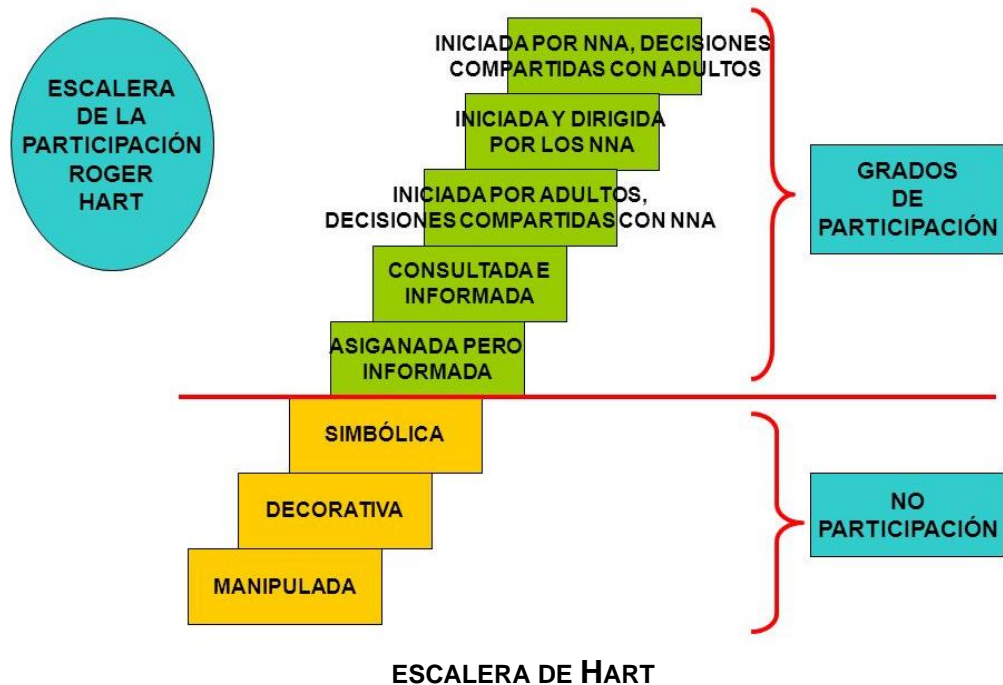 ESCALERA
DE LA
PARTICIPACIÓN
ROGER
HART
INICIADA POR NNA, DECISIONES
COMPARTIDAS CON ADULTOS
INICIADA Y DIRIGIDA
POR LOS NNA
INICIADA POR ADULTOS,
DECISIONES COMPARTIDAS CON NNA
CONSULTADA E
INFORMADA
ASIGANADA PERO
INFORMADA
GRADOS
DE
PARTICIPACIÓN
SIMBÓLICA
DECORATIVA
MANIPULADA
NO
PARTICIPACIÓN
ESCALERA DE HART